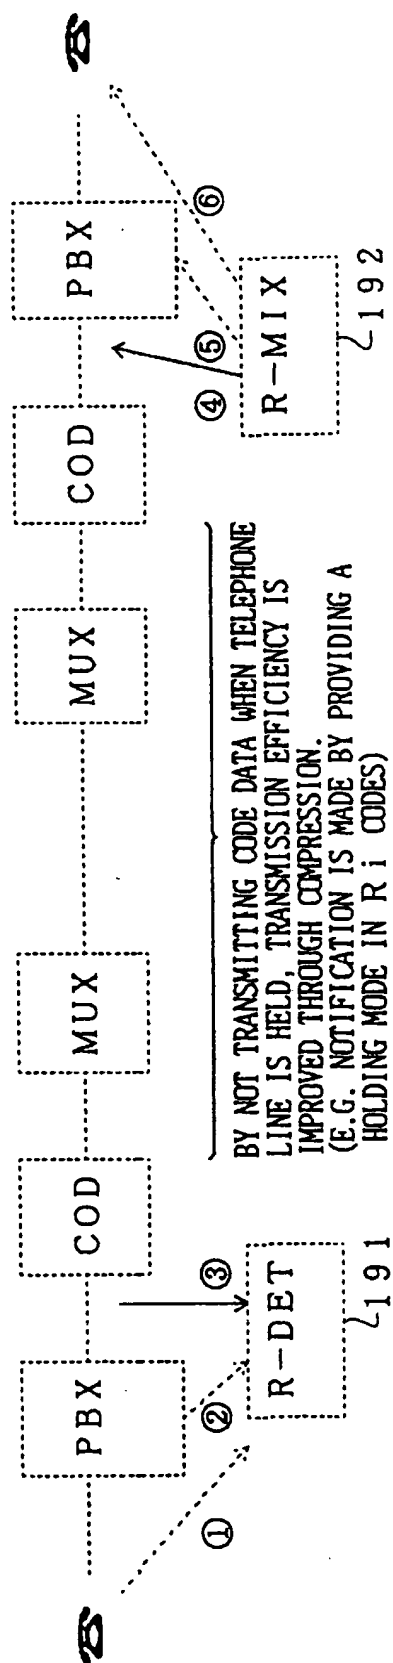 PBX
COD
MUX
MUX
COD
PBX
①
②
③
④
⑤
⑥
R-DET
191
R-MIX
192
BY NOT TRANSMITTING CODE DATA WHEN TELEPHONE
LINE IS HELD, TRANSMISSION EFFICIENCY IS
IMPROVED THROUGH COMPRESSION.
(E.G. NOTIFICATION IS MADE BY PROVIDING A
HOLDING MODE IN R i CODES)